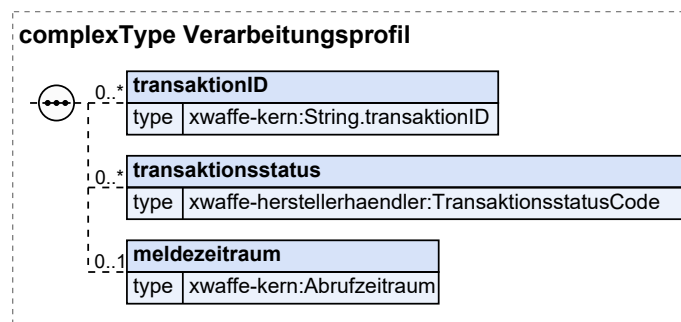 complexType Verarbeitungsprofil
0..* transaktionID
type xwaffe-kern:String.transaktionID
0..* transaktionsstatus
type xwaffe-herstellerhaendler:TransaktionsstatusCode
0..1 meldezeitraum
type xwaffe-kern:Abrufzeitraum